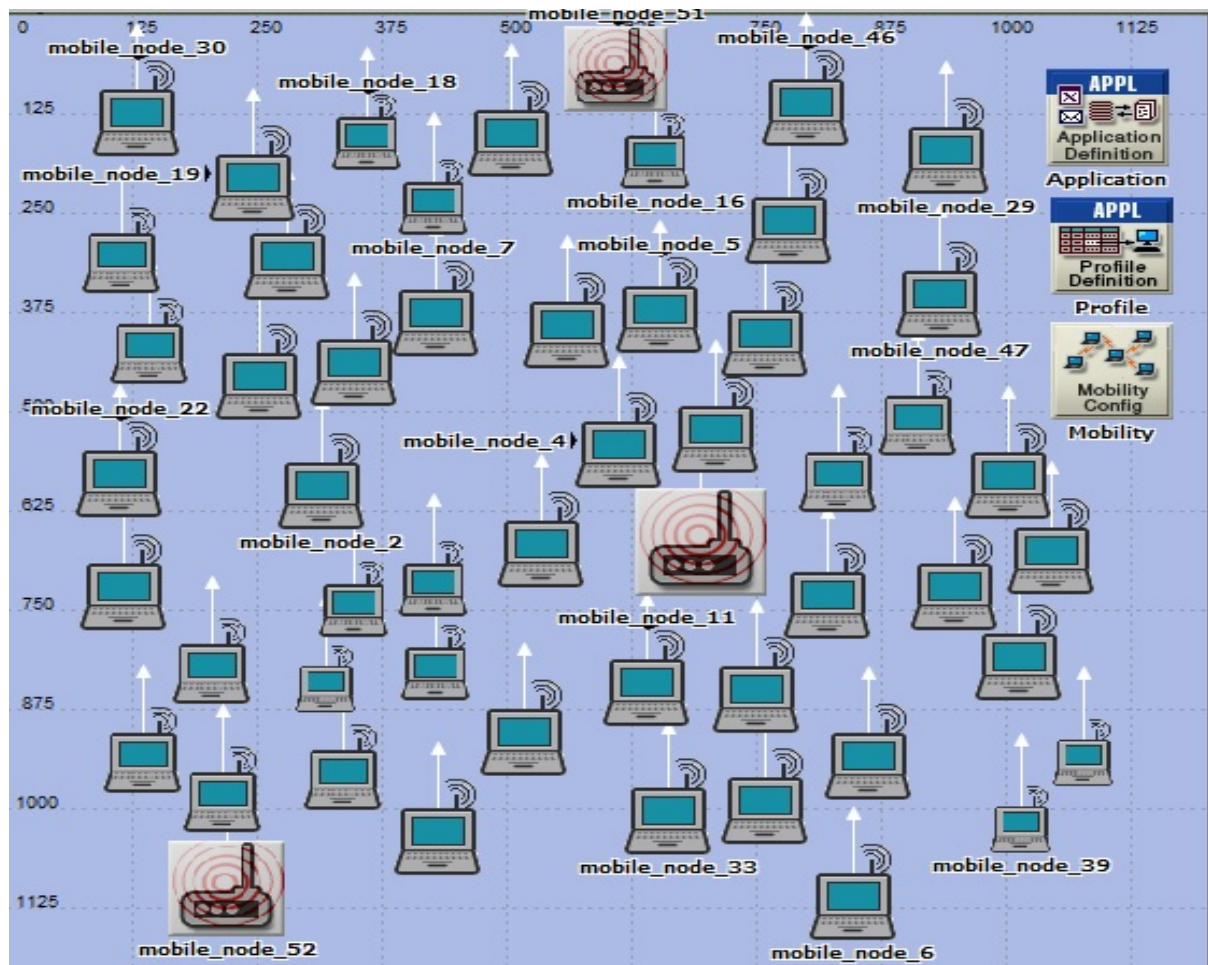 mobile_node_51
0 125 250 375 500 750 875 1000 1125
mobile_node_30
mobile_node_46
mobile_node_18
APPL
125
Application
Definition
mobile_node_19
Application
mobile_node_16
mobile_node_29
250
APPL
mobile_node_7
mobile_node_5
Profiile
Definition
375
Profile
mobile_node_47
Mobility
Config
500
mobile_node_22
mobile_node_4
Mobility
625
mobile_node_2
750
mobile_node_11
875
1000
mobile_node_33
mobile_node_39
1125
mobile_node_52
mobile_node_6